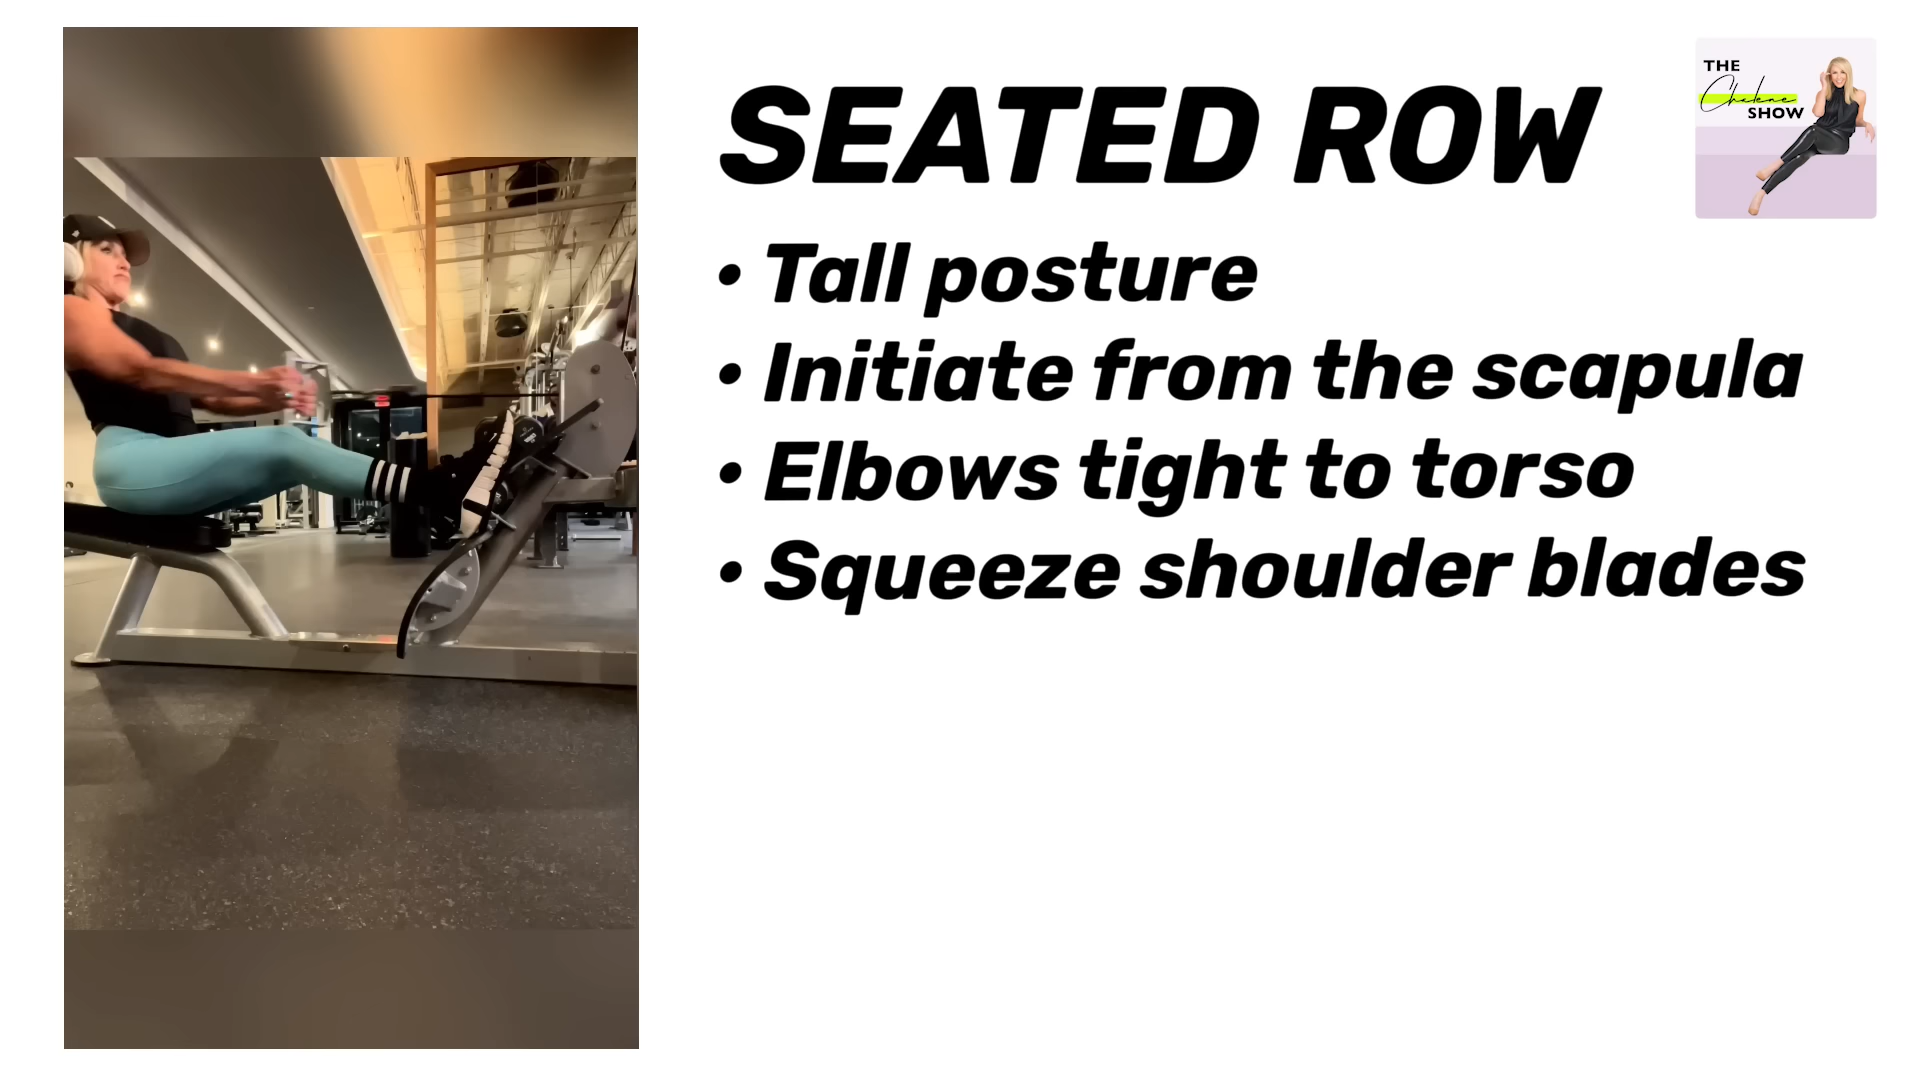 SEATED ROW
• Tall posture
• Initiate from the scapula
• Elbows tight to torso
• Squeeze shoulder blades
THE
Chalene
SHOW